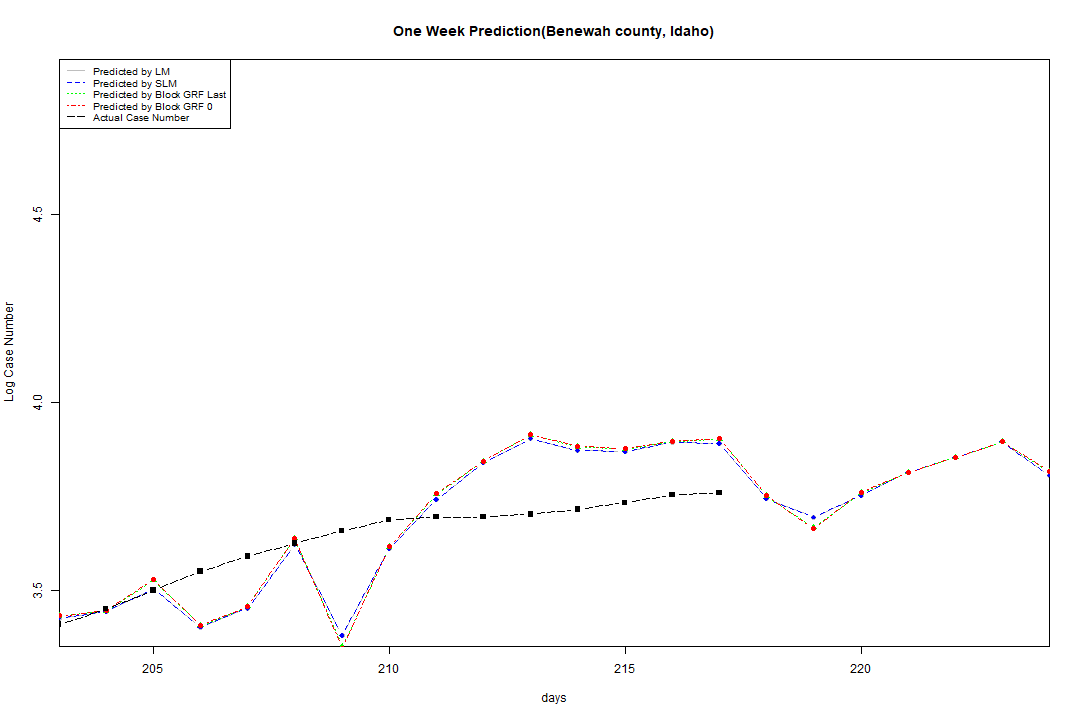 One Week Prediction(Benewah county, Idaho)
Predicted by LM
Predicted by SLM
Predicted by Block GRF Last
Predicted by Block GRF 0
Actual Case Number
Log Case Number
4.5
4.0
3.5
205 210 215 220
days